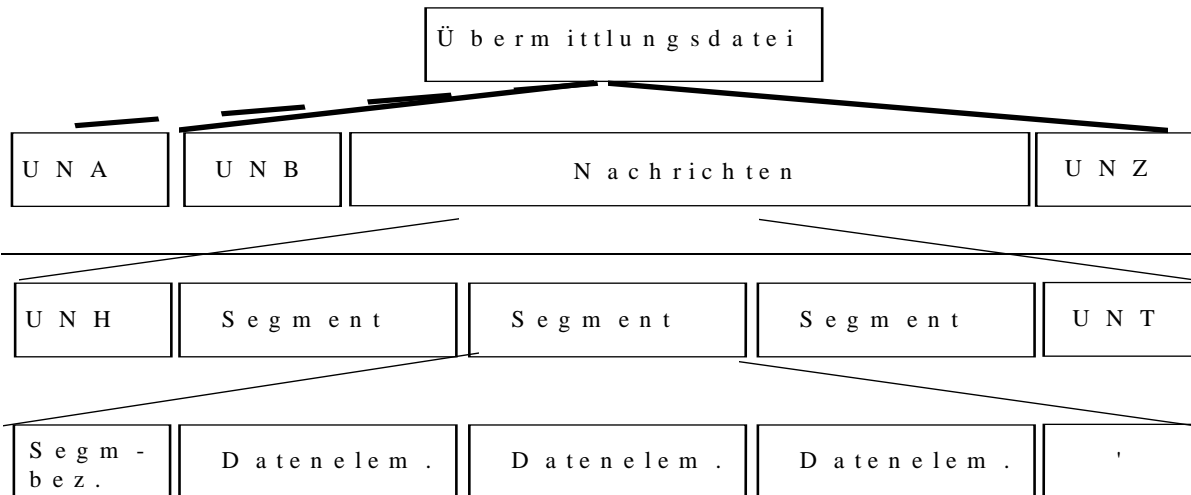 Übermittlungsdatei
UNA UNB Nachrichten UNZ
UNH Segment Segment Segment UNT
Segm-
bez. Datenelem. Datenelem. Datenelem. '